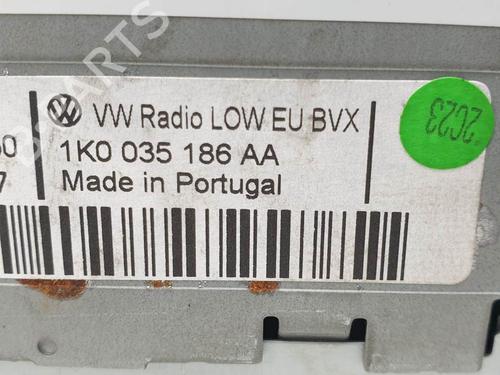 VW Radio LOW EU BVX
1K0 035 186 AA
Made in Portugal
2C23